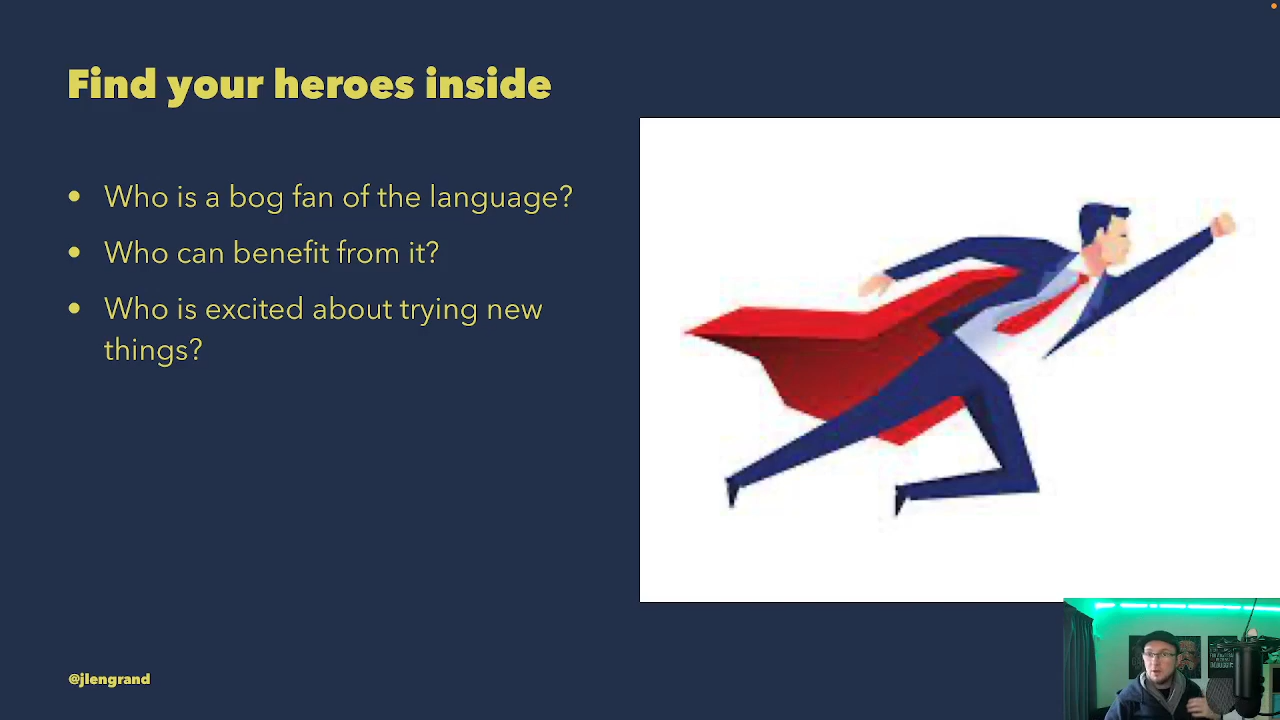 Find your heroes inside
• Who is a bog fan of the language?
• Who can benefit from it?
• Who is excited about trying new
things?
@jlengrand